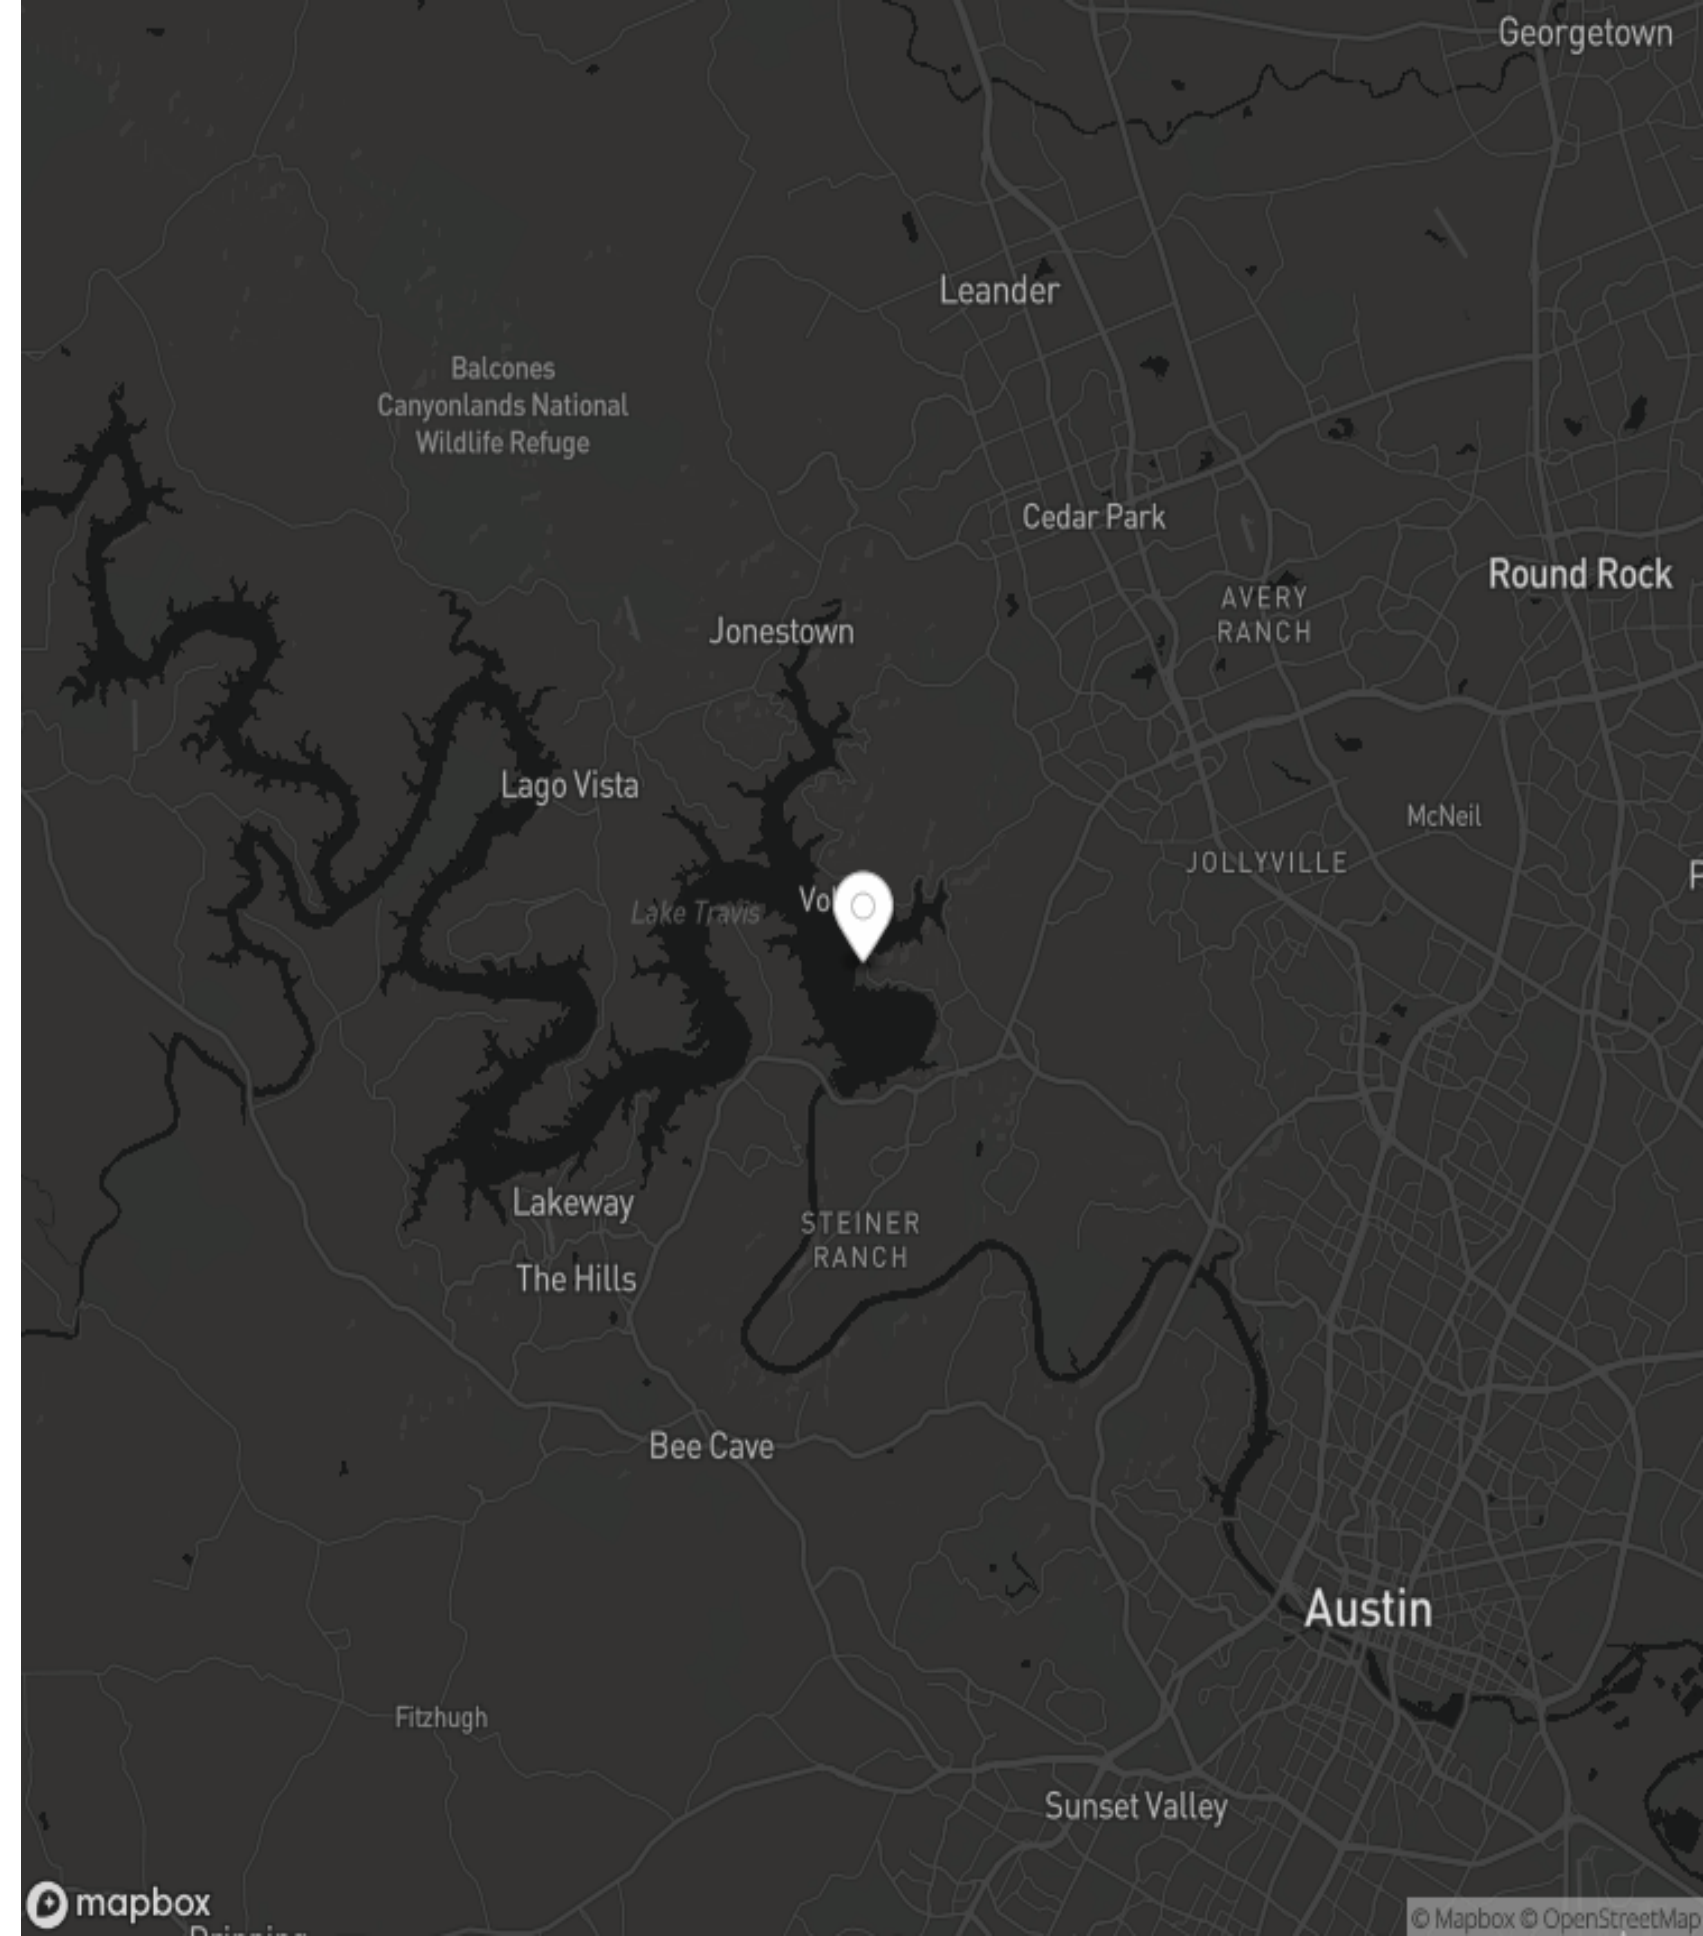 Georgetown
Leander
Balcones
Canyonlands National
Wildlife Refuge
Cedar Park
Round Rock
AVERY
RANCH
Jonestown
Lago Vista
McNeil
JOLLYVILLE
P
Vol
Lake Travis
Lakeway
STEINER
RANCH
The Hills
Bee Cave
Austin
Fitzhugh
Sunset Valley
mapbox
© Mapbox © OpenStreetMap